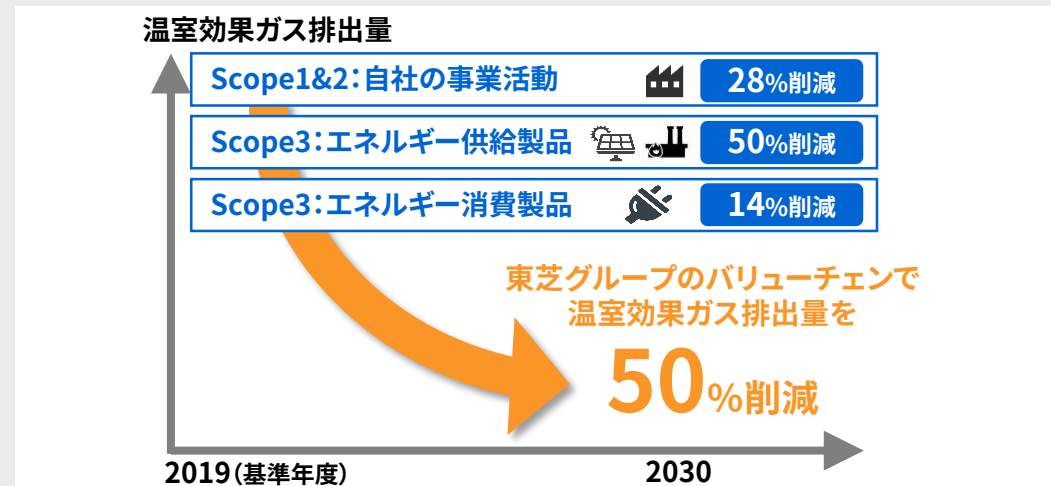 温室効果ガス排出量
Scope1&2：自社の事業活動 28%削減
Scope3：エネルギー供給製品 50%削減
Scope3：エネルギー消費製品 14%削減
東芝グループのバリューチェンで
温室効果ガス排出量を
50%削減
2019（基準年度） 2030